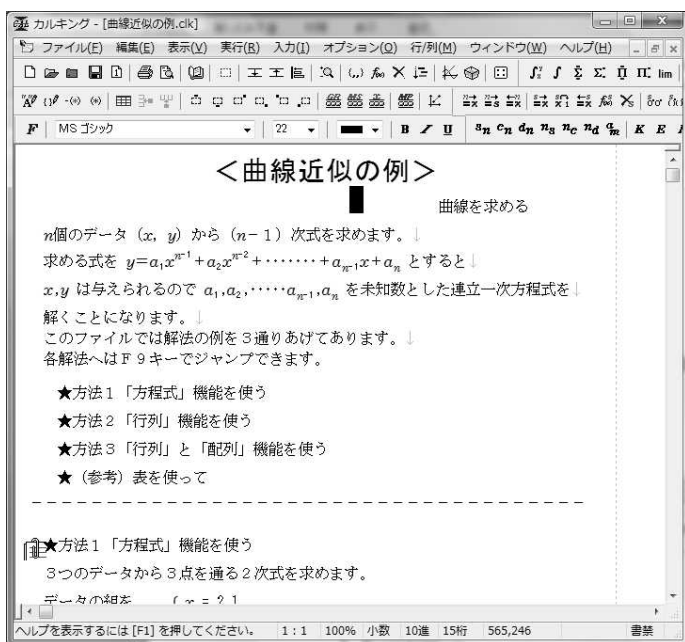 カルキング - [曲線近似の例.clk]
ファイル(F) 編集(E) 表示(V) 実行(R) 入力(I) オプション(O) 行/列(M) ウィンドウ(W) ヘルプ(H)
lim
F MS ゴシック 22 B I U sn cn dn ns nc nd K E
＜曲線近似の例＞
曲線を求める
n個のデータ（x, y）から（n−1）次式を求めます。↓
求める式を y=a₁xⁿ⁻¹+a₂xⁿ⁻²+‥‥‥‥+aₙ₋₁x+aₙ とすると↓
x,y は与えられるので a₁,a₂,‥‥‥aₙ₋₁,aₙ を未知数とした連立一次方程式を↓
解くことになります。↓
このファイルでは解法の例を３通りあげてあります。↓
各解法へはＦ９キーでジャンプできます。
★方法１「方程式」機能を使う
★方法２「行列」機能を使う
★方法３「行列」と「配列」機能を使う
★（参考）表を使って
★方法１「方程式」機能を使う
３つのデータから３点を通る２次式を求めます。
データの組を
ヘルプを表示するには [F1] を押してください。 1 : 1 100% 小数 10進 15桁 565,246 書禁